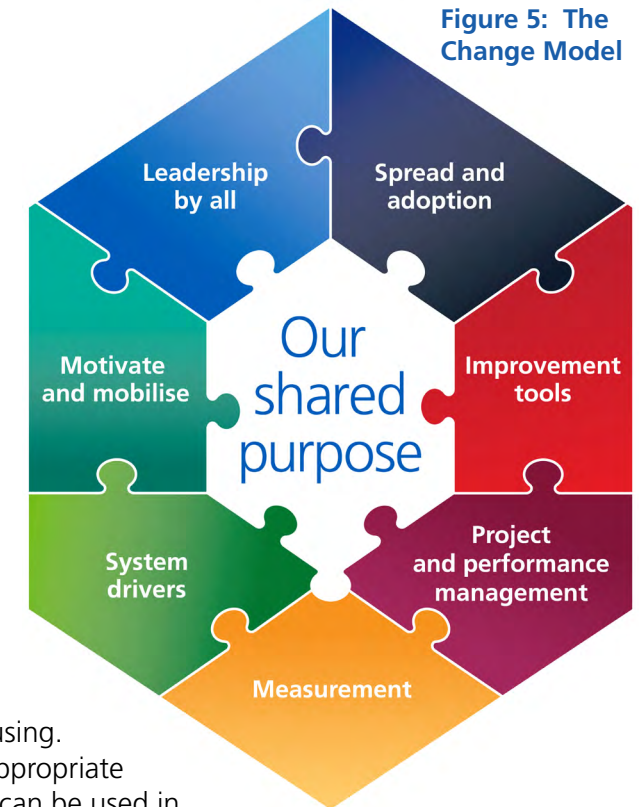 Figure 5: The
Change Model
Leadership
by all
Spread and
adoption
Motivate
and mobilise
Our
shared
purpose
Improvement
tools
System
drivers
Project
and performance
management
Measurement
using.
appropriate
can be used in